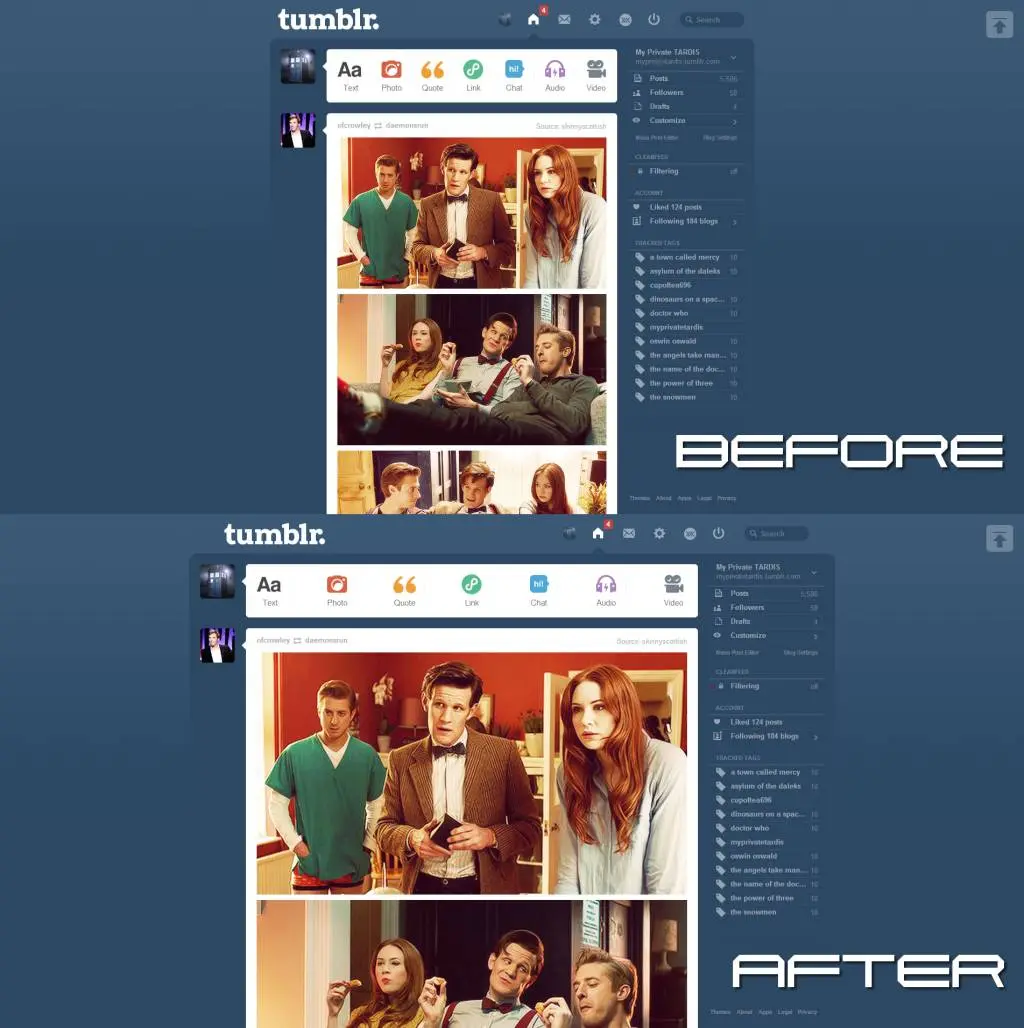 tumblr.
4
Search
Aa
hi!
Text Photo Quote Link Chat Audio Video
ofcrowley daemonsrun
Source: skinnyscottish
My Private TARDIS
myprivatetardis.tumblr.com
Posts 5,586
Followers 58
Drafts 4
Customize
Mass Post Editor Blog Settings
CLEANFEED
Filtering off
ACCOUNT
Liked 124 posts
Following 184 blogs
TRACKED TAGS
a town called mercy 10
asylum of the daleks 10
cupoftea696
dinosaurs on a spac... 10
doctor who 10
myprivatetardis
oswin oswald 10
the angels take man... 10
the name of the doc... 10
the power of three 10
the snowmen 10
BEFORE
Themes About Apps Legal Privacy
tumblr.
4
Search
Aa
hi!
Text Photo Quote Link Chat Audio Video
ofcrowley daemonsrun
Source: skinnyscottish
My Private TARDIS
myprivatetardis.tumblr.com
Posts 5,586
Followers 58
Drafts 4
Customize
Mass Post Editor Blog Settings
CLEANFEED
Filtering off
ACCOUNT
Liked 124 posts
Following 184 blogs
TRACKED TAGS
a town called mercy 10
asylum of the daleks 10
cupoftea696
dinosaurs on a spac... 10
doctor who 10
myprivatetardis
oswin oswald 10
the angels take man... 10
the name of the doc... 10
the power of three 10
the snowmen 10
AFTER
Themes About Apps Legal Privacy